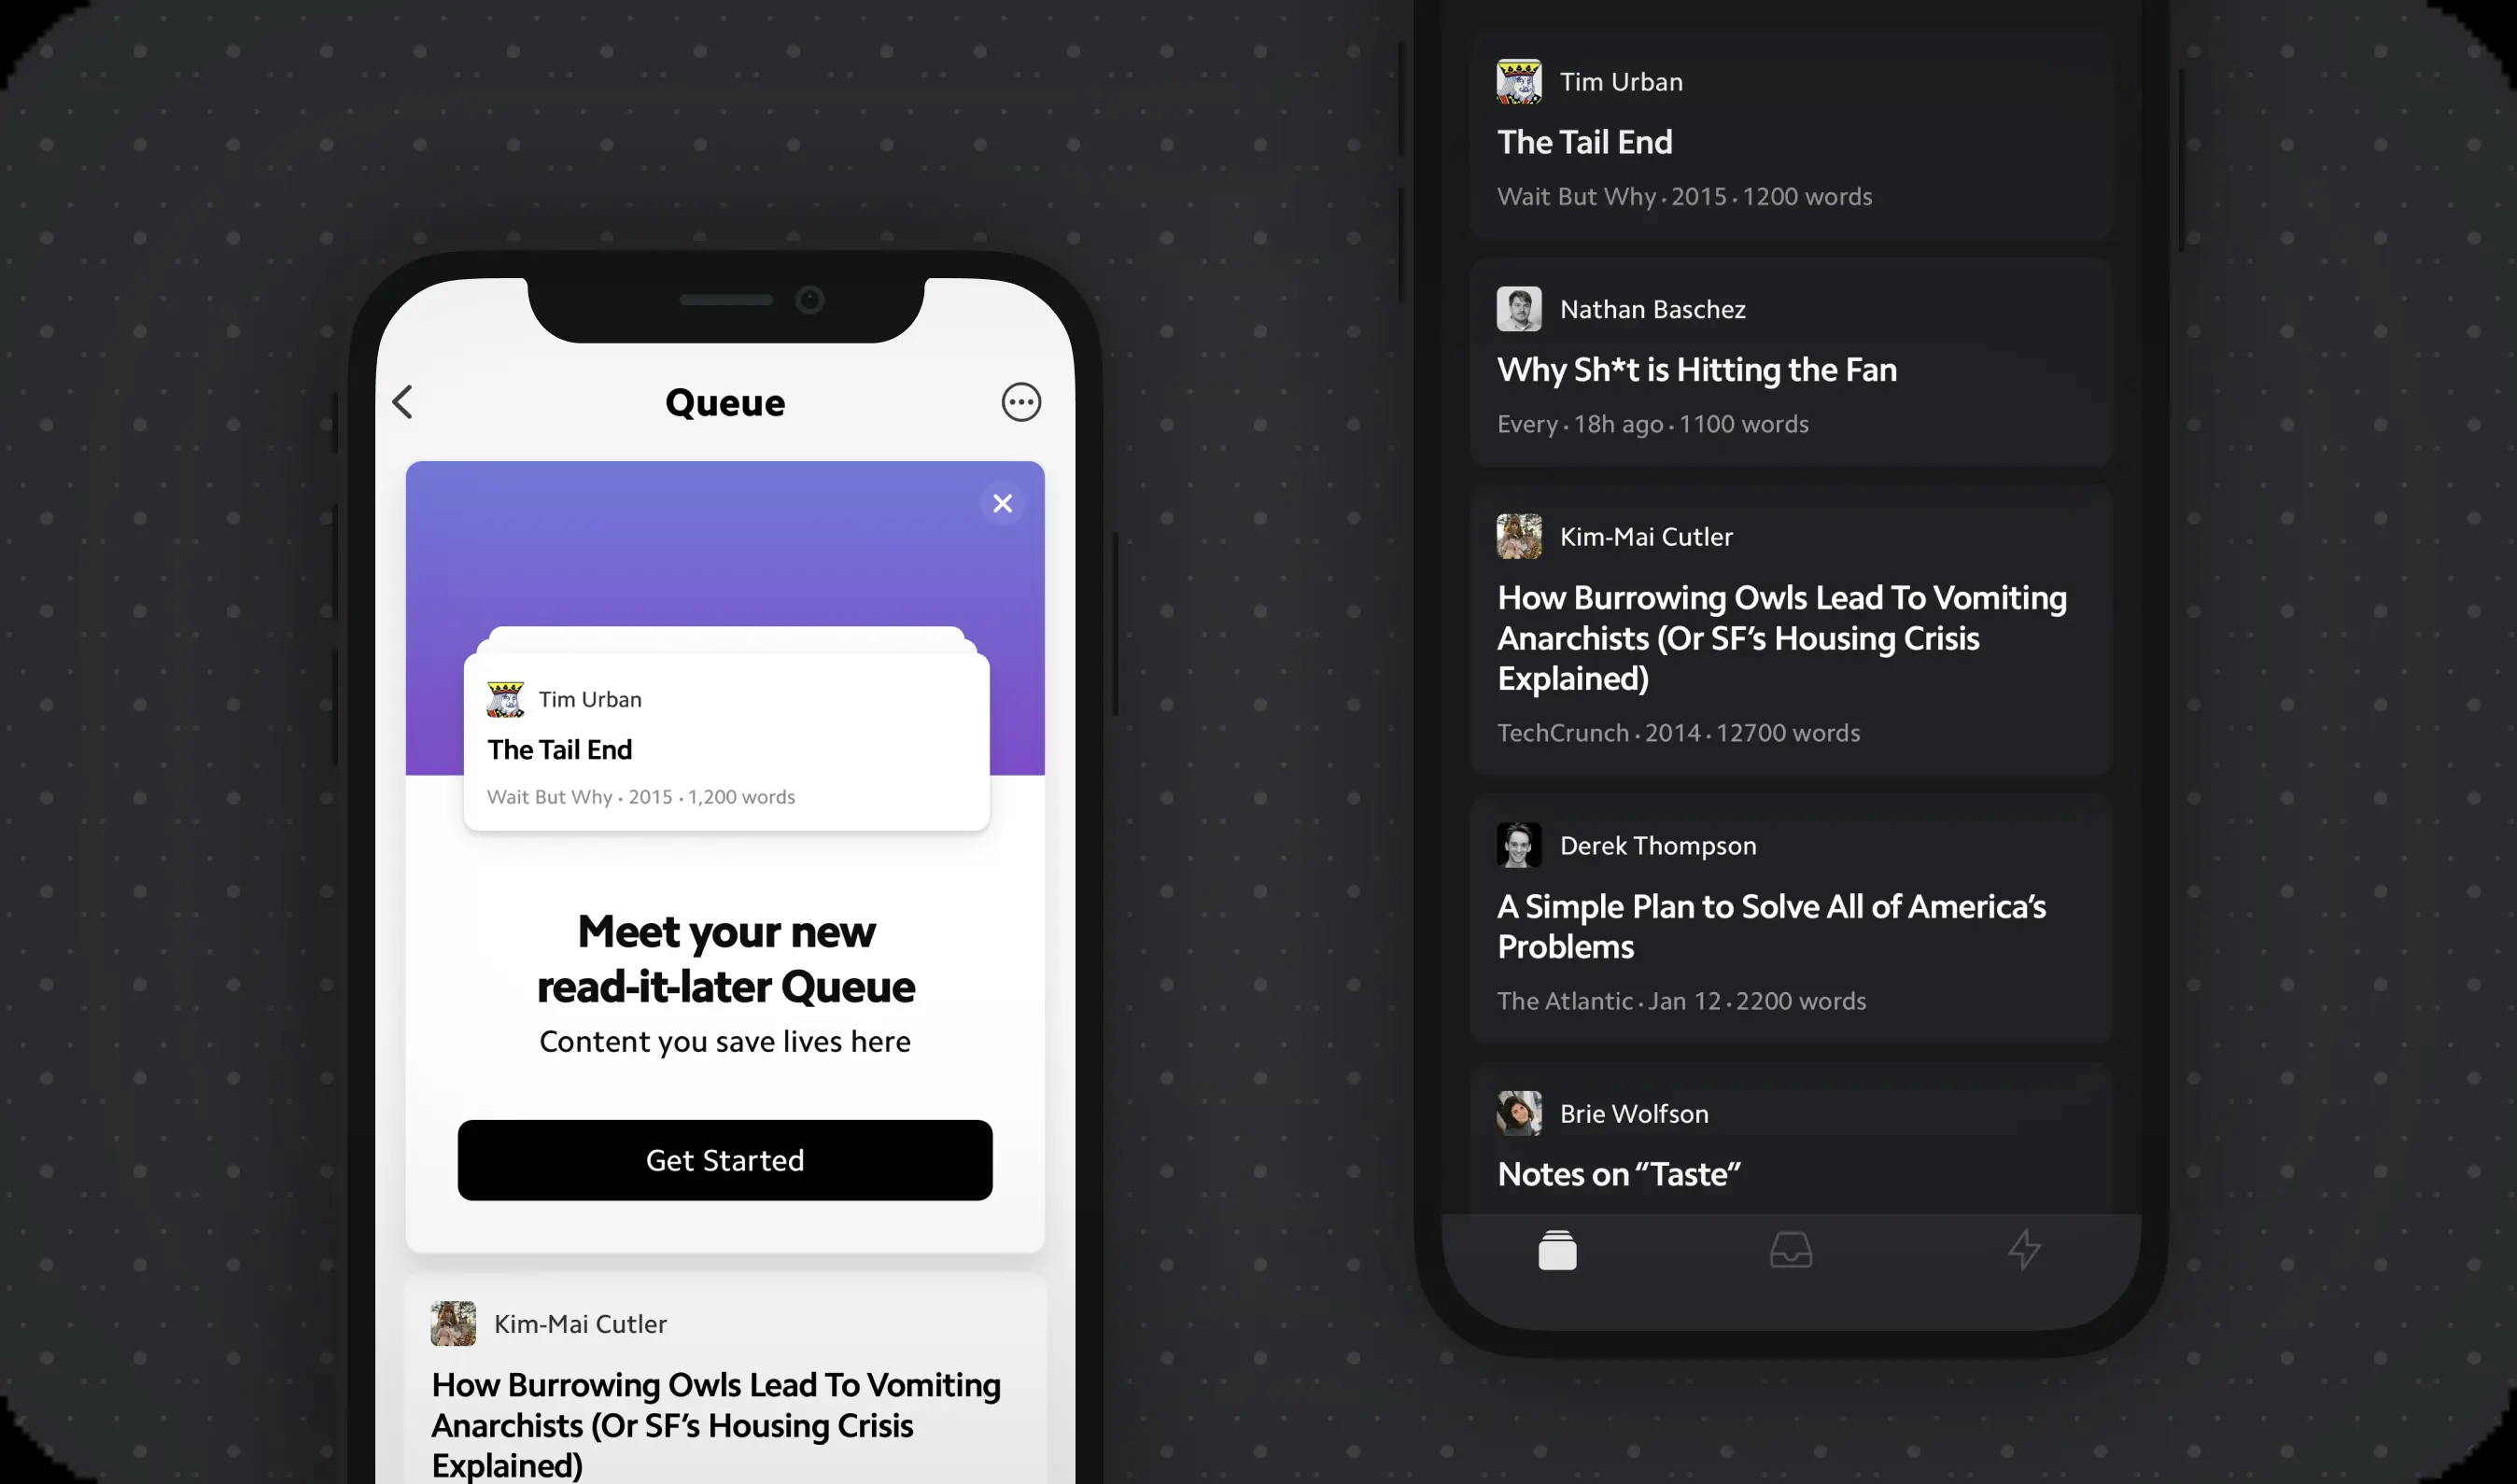 Queue
Tim Urban
The Tail End
Wait But Why · 2015 · 1,200 words
Meet your new
read-it-later Queue
Content you save lives here
Get Started
Kim-Mai Cutler
How Burrowing Owls Lead To Vomiting
Anarchists (Or SF’s Housing Crisis
Explained)
Tim Urban
The Tail End
Wait But Why · 2015 · 1200 words
Nathan Baschez
Why Sh*t is Hitting the Fan
Every · 18h ago · 1100 words
Kim-Mai Cutler
How Burrowing Owls Lead To Vomiting
Anarchists (Or SF’s Housing Crisis
Explained)
TechCrunch · 2014 · 12700 words
Derek Thompson
A Simple Plan to Solve All of America’s
Problems
The Atlantic · Jan 12 · 2200 words
Brie Wolfson
Notes on “Taste”